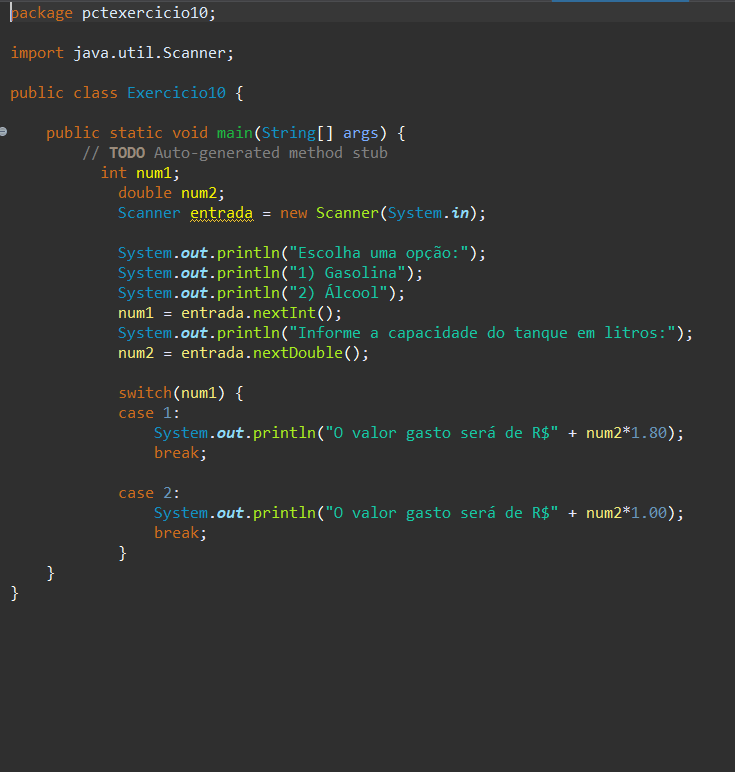 package pctexercicio10;
import java.util.Scanner;
public class Exercicio10 {
public static void main(String[] args) {
// TODO Auto-generated method stub
int num1;
double num2;
Scanner entrada = new Scanner(System.in);
System.out.println("Escolha uma opção:");
System.out.println("1) Gasolina");
System.out.println("2) Álcool");
num1 = entrada.nextInt();
System.out.println("Informe a capacidade do tanque em litros:");
num2 = entrada.nextDouble();
switch(num1) {
case 1:
System.out.println("O valor gasto será de R$" + num2*1.80);
break;
case 2:
System.out.println("O valor gasto será de R$" + num2*1.00);
break;
}
}
}